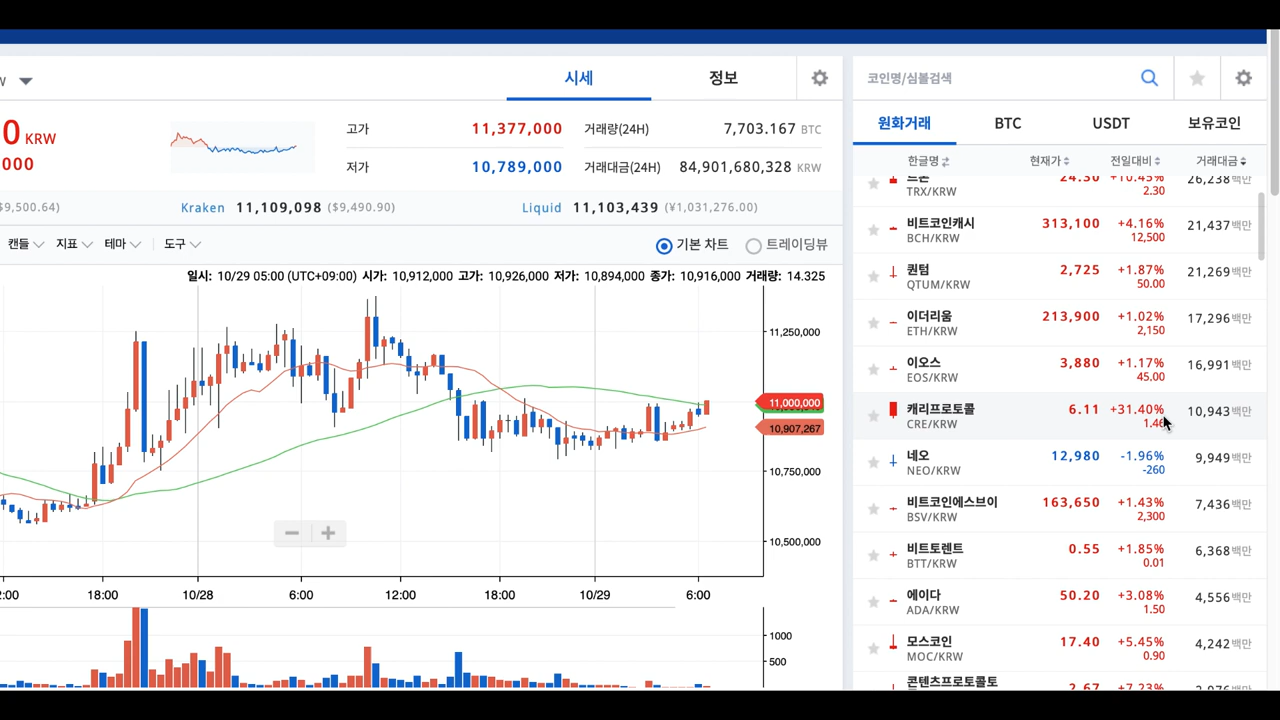 시세 정보
KRW
000
고가 11,377,000 거래량(24H) 7,703.167 BTC
저가 10,789,000 거래대금(24H) 84,901,680,328 KRW
$9,500.64) Kraken 11,109,098 ($9,490.90) Liquid 11,103,439 (¥1,031,276.00)
캔들 지표 테마 도구 기본 차트 트레이딩뷰
일시: 10/29 05:00 (UTC+09:00) 시가: 10,912,000 고가: 10,926,000 저가: 10,894,000 종가: 10,916,000 거래량: 14.325
11,250,000
11,000,000
10,907,267
10,750,000
10,500,000
18:00 10/28 6:00 12:00 18:00 10/29 6:00
1000
500
코인명/심볼검색
원화거래 BTC USDT 보유코인
한글명 현재가 전일대비 거래대금
트론 24.30 +10.45% 26,238백만
TRX/KRW 2.30
비트코인캐시 313,100 +4.16% 21,437백만
BCH/KRW 12,500
퀀텀 2,725 +1.87% 21,269백만
QTUM/KRW 50.00
이더리움 213,900 +1.02% 17,296백만
ETH/KRW 2,150
이오스 3,880 +1.17% 16,991백만
EOS/KRW 45.00
캐리프로토콜 6.11 +31.40% 10,943백만
CRE/KRW 1.46
네오 12,980 -1.96% 9,949백만
NEO/KRW -260
비트코인에스브이 163,650 +1.43% 7,436백만
BSV/KRW 2,300
비트토렌트 0.55 +1.85% 6,368백만
BTT/KRW 0.01
에이다 50.20 +3.08% 4,556백만
ADA/KRW 1.50
모스코인 17.40 +5.45% 4,242백만
MOC/KRW 0.90
콘텐츠프로토콜토 2.67 +7.23%